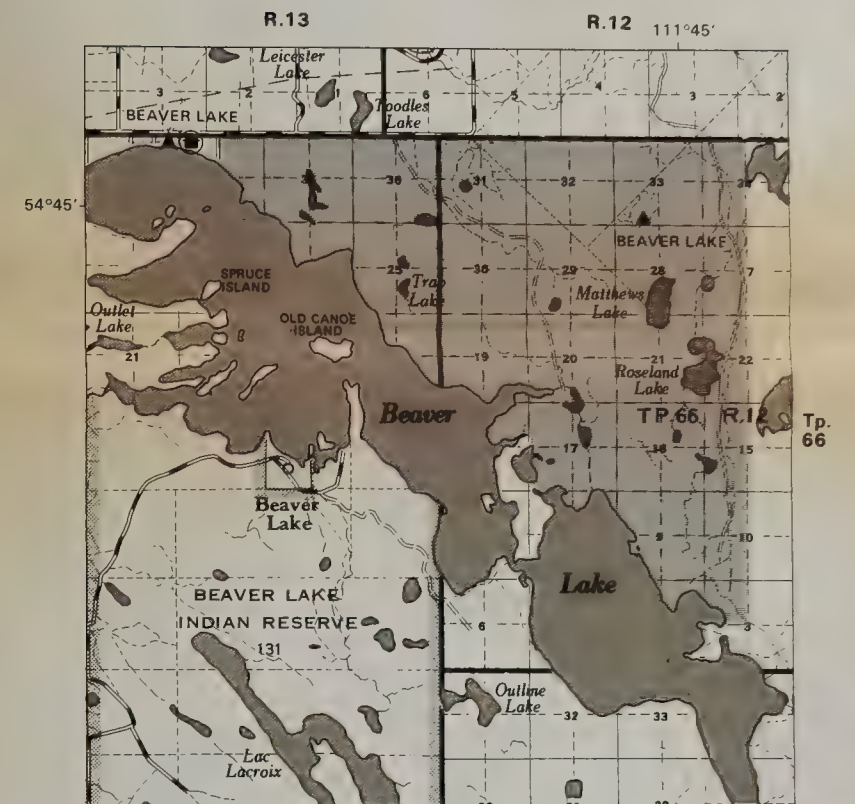 R.13
R.12
111°45'
Leicester
Lake
3
2
1
6
5
4
3
2
Toodles
Lake
BEAVER LAKE
36
31
32
33
34
54°45'
BEAVER LAKE
25
30
29
28
7
Trap
Lake
Matthews
Lake
SPRUCE
ISLAND
OLD CANOE
ISLAND
Outlet
Lake
B
21
19
20
21
22
Roseland
Lake
Beaver
TP.66 R.12
Tp.
66
17
16
15
Beaver
Lake
9
10
Lake
BEAVER LAKE
INDIAN RESERVE
131
6
3
Outline
Lake
32
33
Lac
Lacroix